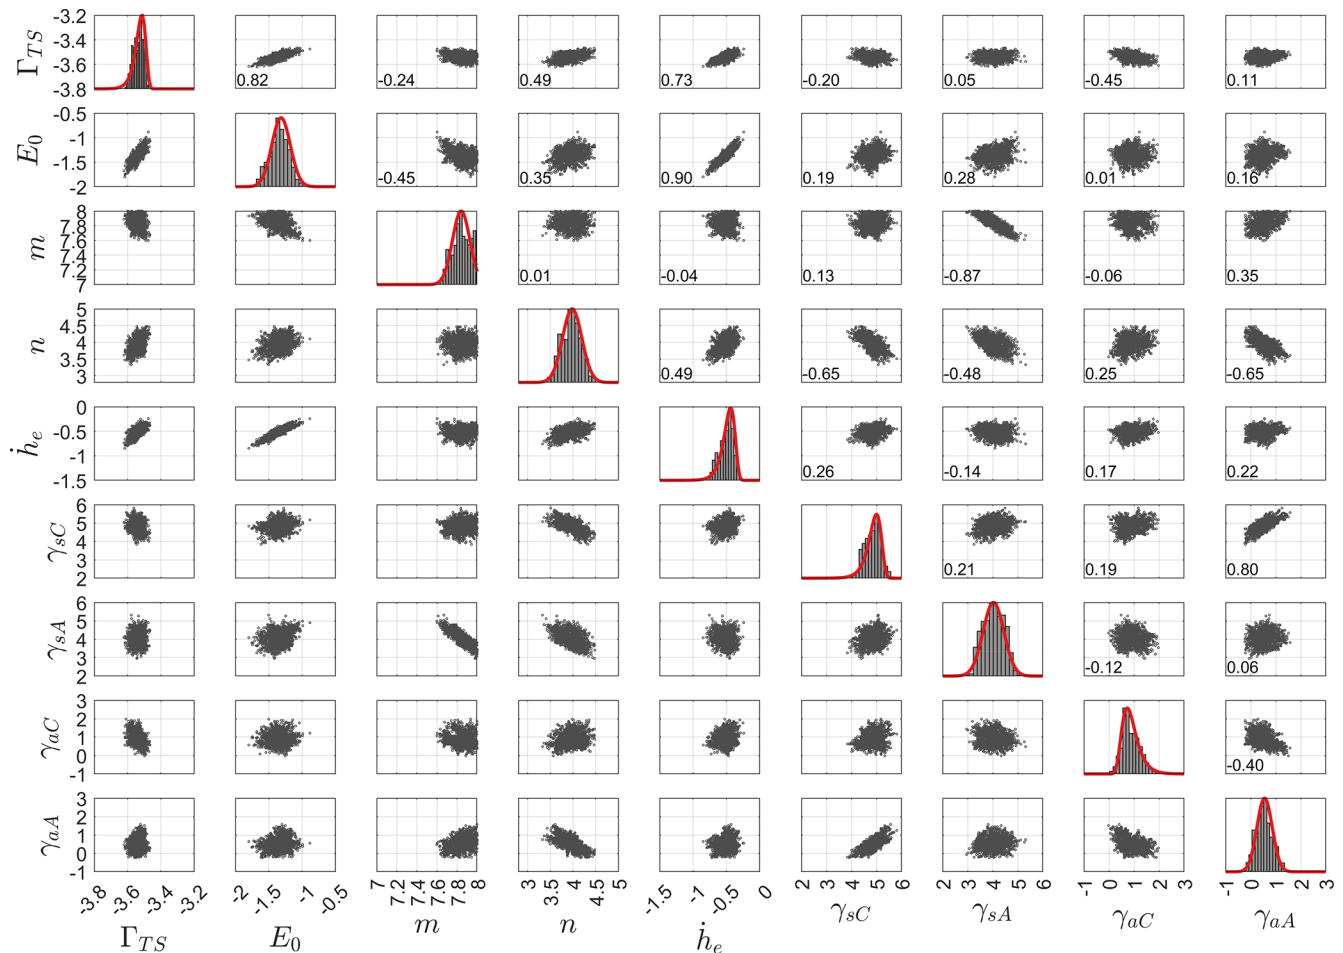 Γ_TS -3.2 -3.4 -3.6 -3.8 0.82 -0.24 0.49 0.73 -0.20 0.05 -0.45 0.11
E_0 -0.5 -1 -1.5 -2 -0.45 0.35 0.90 0.19 0.28 0.01 0.16
m 8 7.8 7.6 7.4 7.2 7 0.01 -0.04 0.13 -0.87 -0.06 0.35
n 5 4.5 4 3.5 3 0.49 -0.65 -0.48 0.25 -0.65
ḣ_e 0 -0.5 -1 -1.5 0.26 -0.14 0.17 0.22
γ_sC 6 5 4 3 2 0.21 0.19 0.80
γ_sA 6 5 4 3 2 -0.12 0.06
γ_aC 3 2 1 0 -1 -0.40
γ_aA 3 2 1 0 -1
-3.8 -3.6 -3.4 -3.2 -2 -1.5 -1 -0.5 7 7.2 7.4 7.6 7.8 8 3 3.5 4 4.5 5 -1.5 -1 -0.5 0 2 3 4 5 6 2 3 4 5 6 -1 0 1 2 3 -1 0 1 2 3
Γ_TS E_0 m n ḣ_e γ_sC γ_sA γ_aC γ_aA